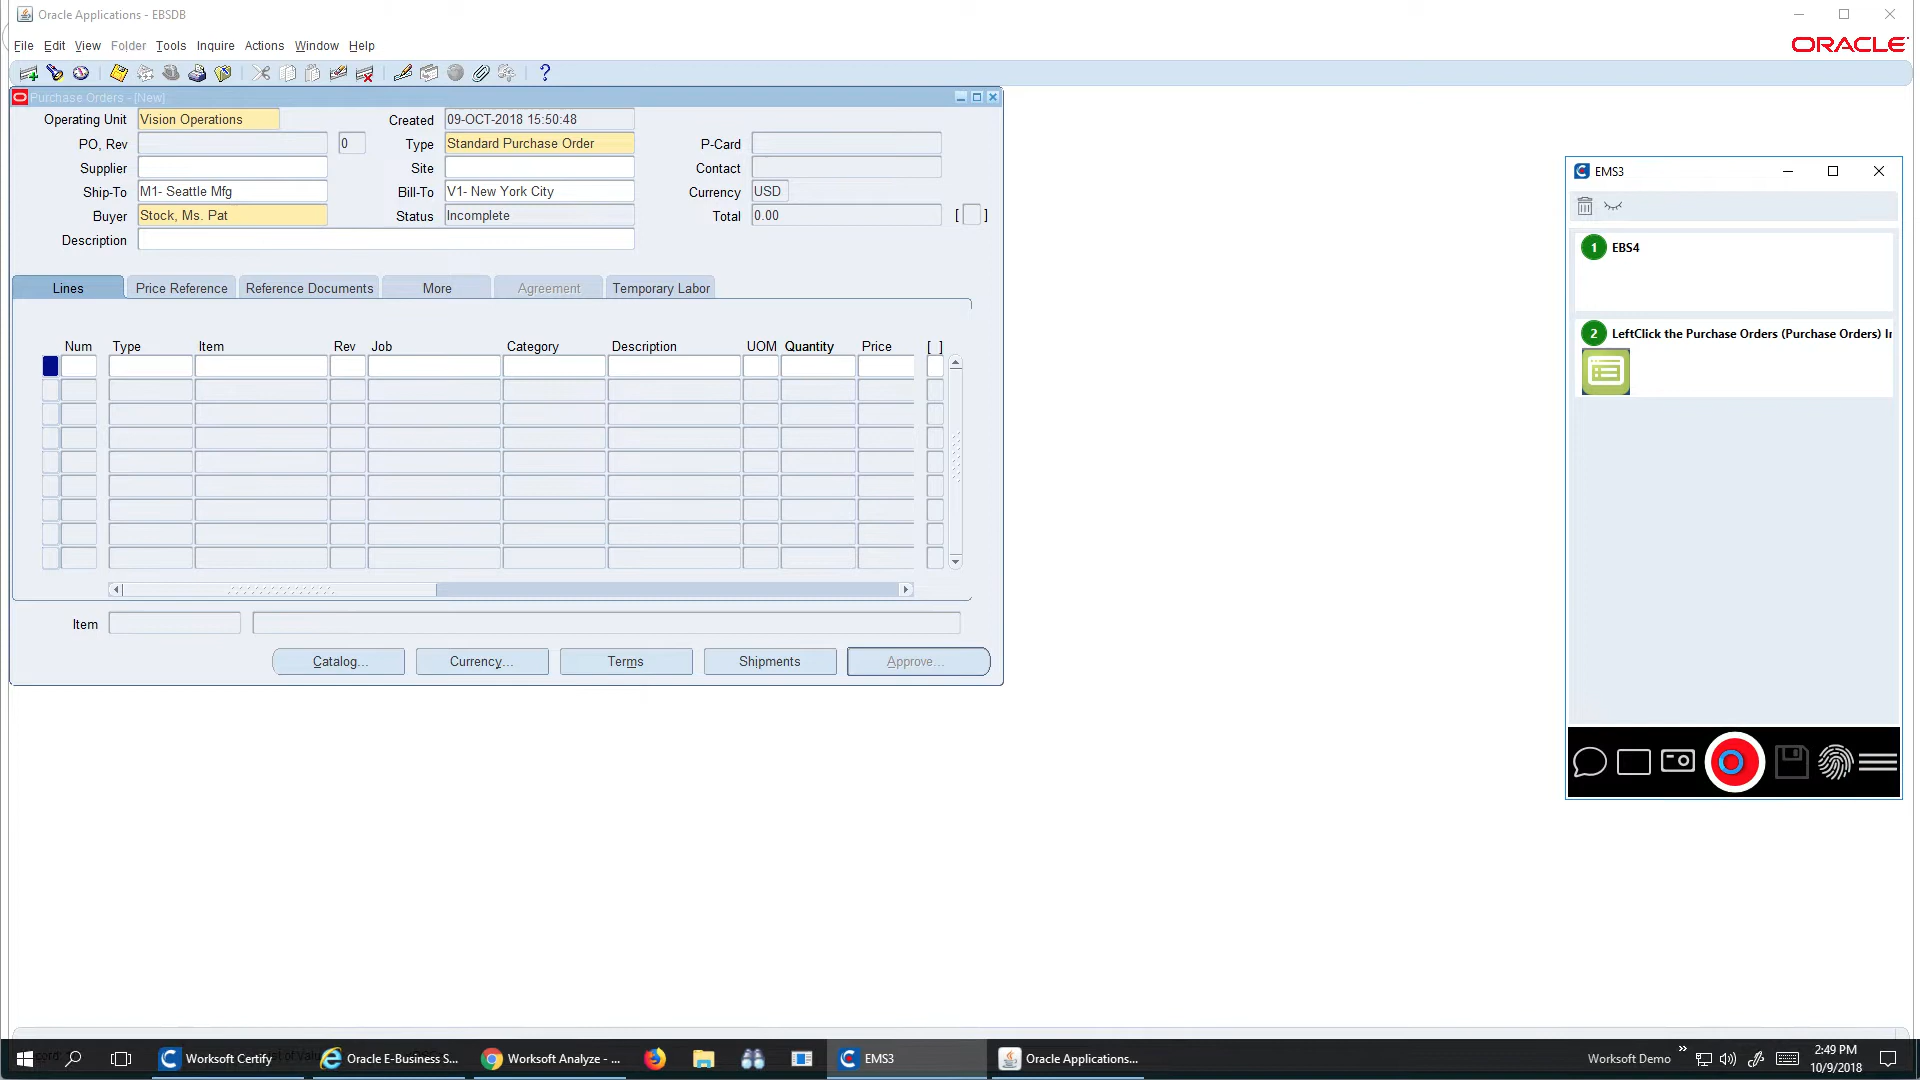 Oracle Applications - EBSDB
File Edit View Folder Tools Inquire Actions Window Help
ORACLE
Purchase Orders - [New]
Operating Unit Vision Operations Created 09-OCT-2018 15:50:48
PO, Rev 0 Type Standard Purchase Order P-Card
Supplier Site Contact
Ship-To M1- Seattle Mfg Bill-To V1- New York City Currency USD
Buyer Stock, Ms. Pat Status Incomplete Total 0.00 [ ]
Description
Lines Price Reference Reference Documents More Agreement Temporary Labor
Num Type Item Rev Job Category Description UOM Quantity Price [ ]
Item
Catalog... Currency... Terms Shipments Approve...
EMS3
1 EBS4
2 LeftClick the Purchase Orders (Purchase Orders) In
Worksoft Certify Oracle E-Business S... Worksoft Analyze - ... EMS3 Oracle Applications... Worksoft Demo
2:49 PM
10/9/2018